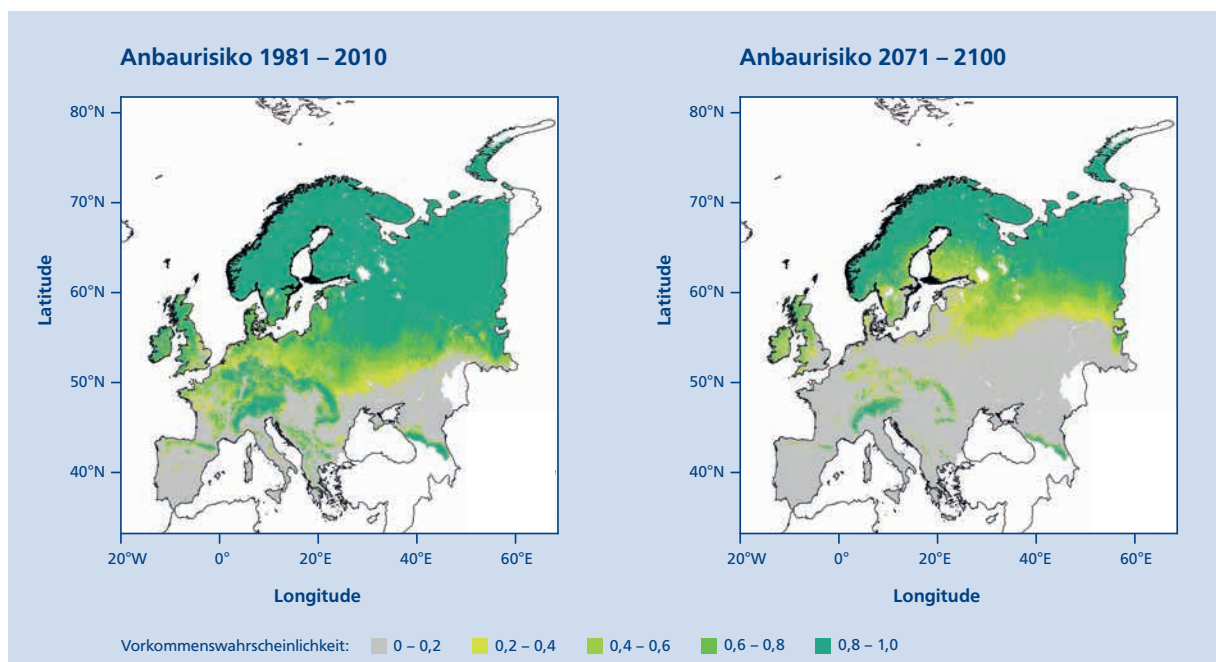 Anbaurisiko 1981 – 2010
80°N
70°N
60°N
50°N
40°N
Latitude
20°W 0° 20°E 40°E 60°E
Longitude
Anbaurisiko 2071 – 2100
80°N
70°N
60°N
50°N
40°N
Latitude
20°W 0° 20°E 40°E 60°E
Longitude
Vorkommenswahrscheinlichkeit: 0 – 0,2 0,2 – 0,4 0,4 – 0,6 0,6 – 0,8 0,8 – 1,0